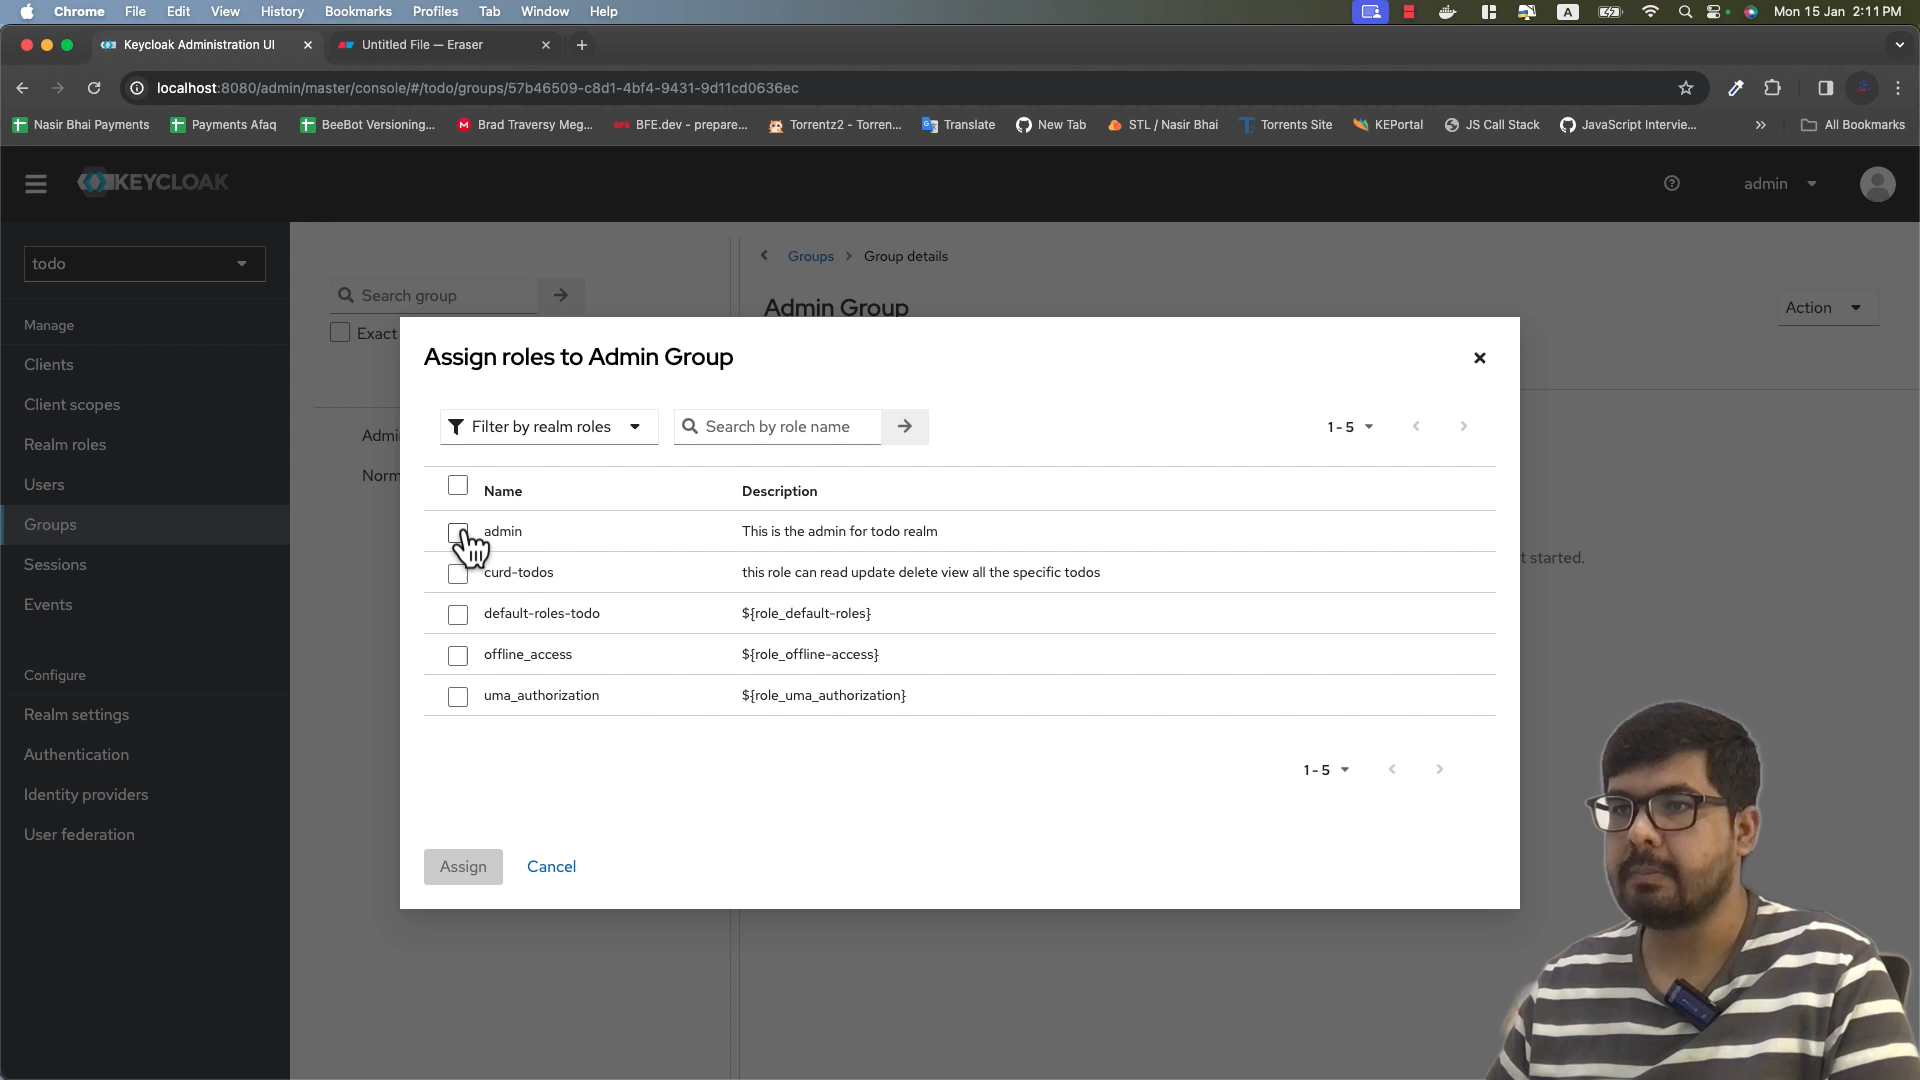 Chrome File Edit View History Bookmarks Profiles Tab Window Help A Mon 15 Jan 2:11 PM
Keycloak Administration UI Untitled File — Eraser
localhost:8080/admin/master/console/#/todo/groups/57b46509-c8d1-4bf4-9431-9d11cd0636ec
Nasir Bhai Payments Payments Afaq BeeBot Versioning... Brad Traversy Meg... BFE.dev - prepare... Torrentz2 - Torren... Translate New Tab STL / Nasir Bhai Torrents Site KEPortal JS Call Stack JavaScript Intervie... » All Bookmarks
KEYCLOAK admin
todo
Manage
Clients
Client scopes
Realm roles
Users
Groups
Sessions
Events
Configure
Realm settings
Authentication
Identity providers
User federation
Search group
Exact
Admi
Norm
Groups Group details
Admin Group
Action
t started.
Assign roles to Admin Group
Filter by realm roles Search by role name 1 - 5
Name Description
admin This is the admin for todo realm
curd-todos this role can read update delete view all the specific todos
default-roles-todo ${role_default-roles}
offline_access ${role_offline-access}
uma_authorization ${role_uma_authorization}
1 - 5
Assign Cancel